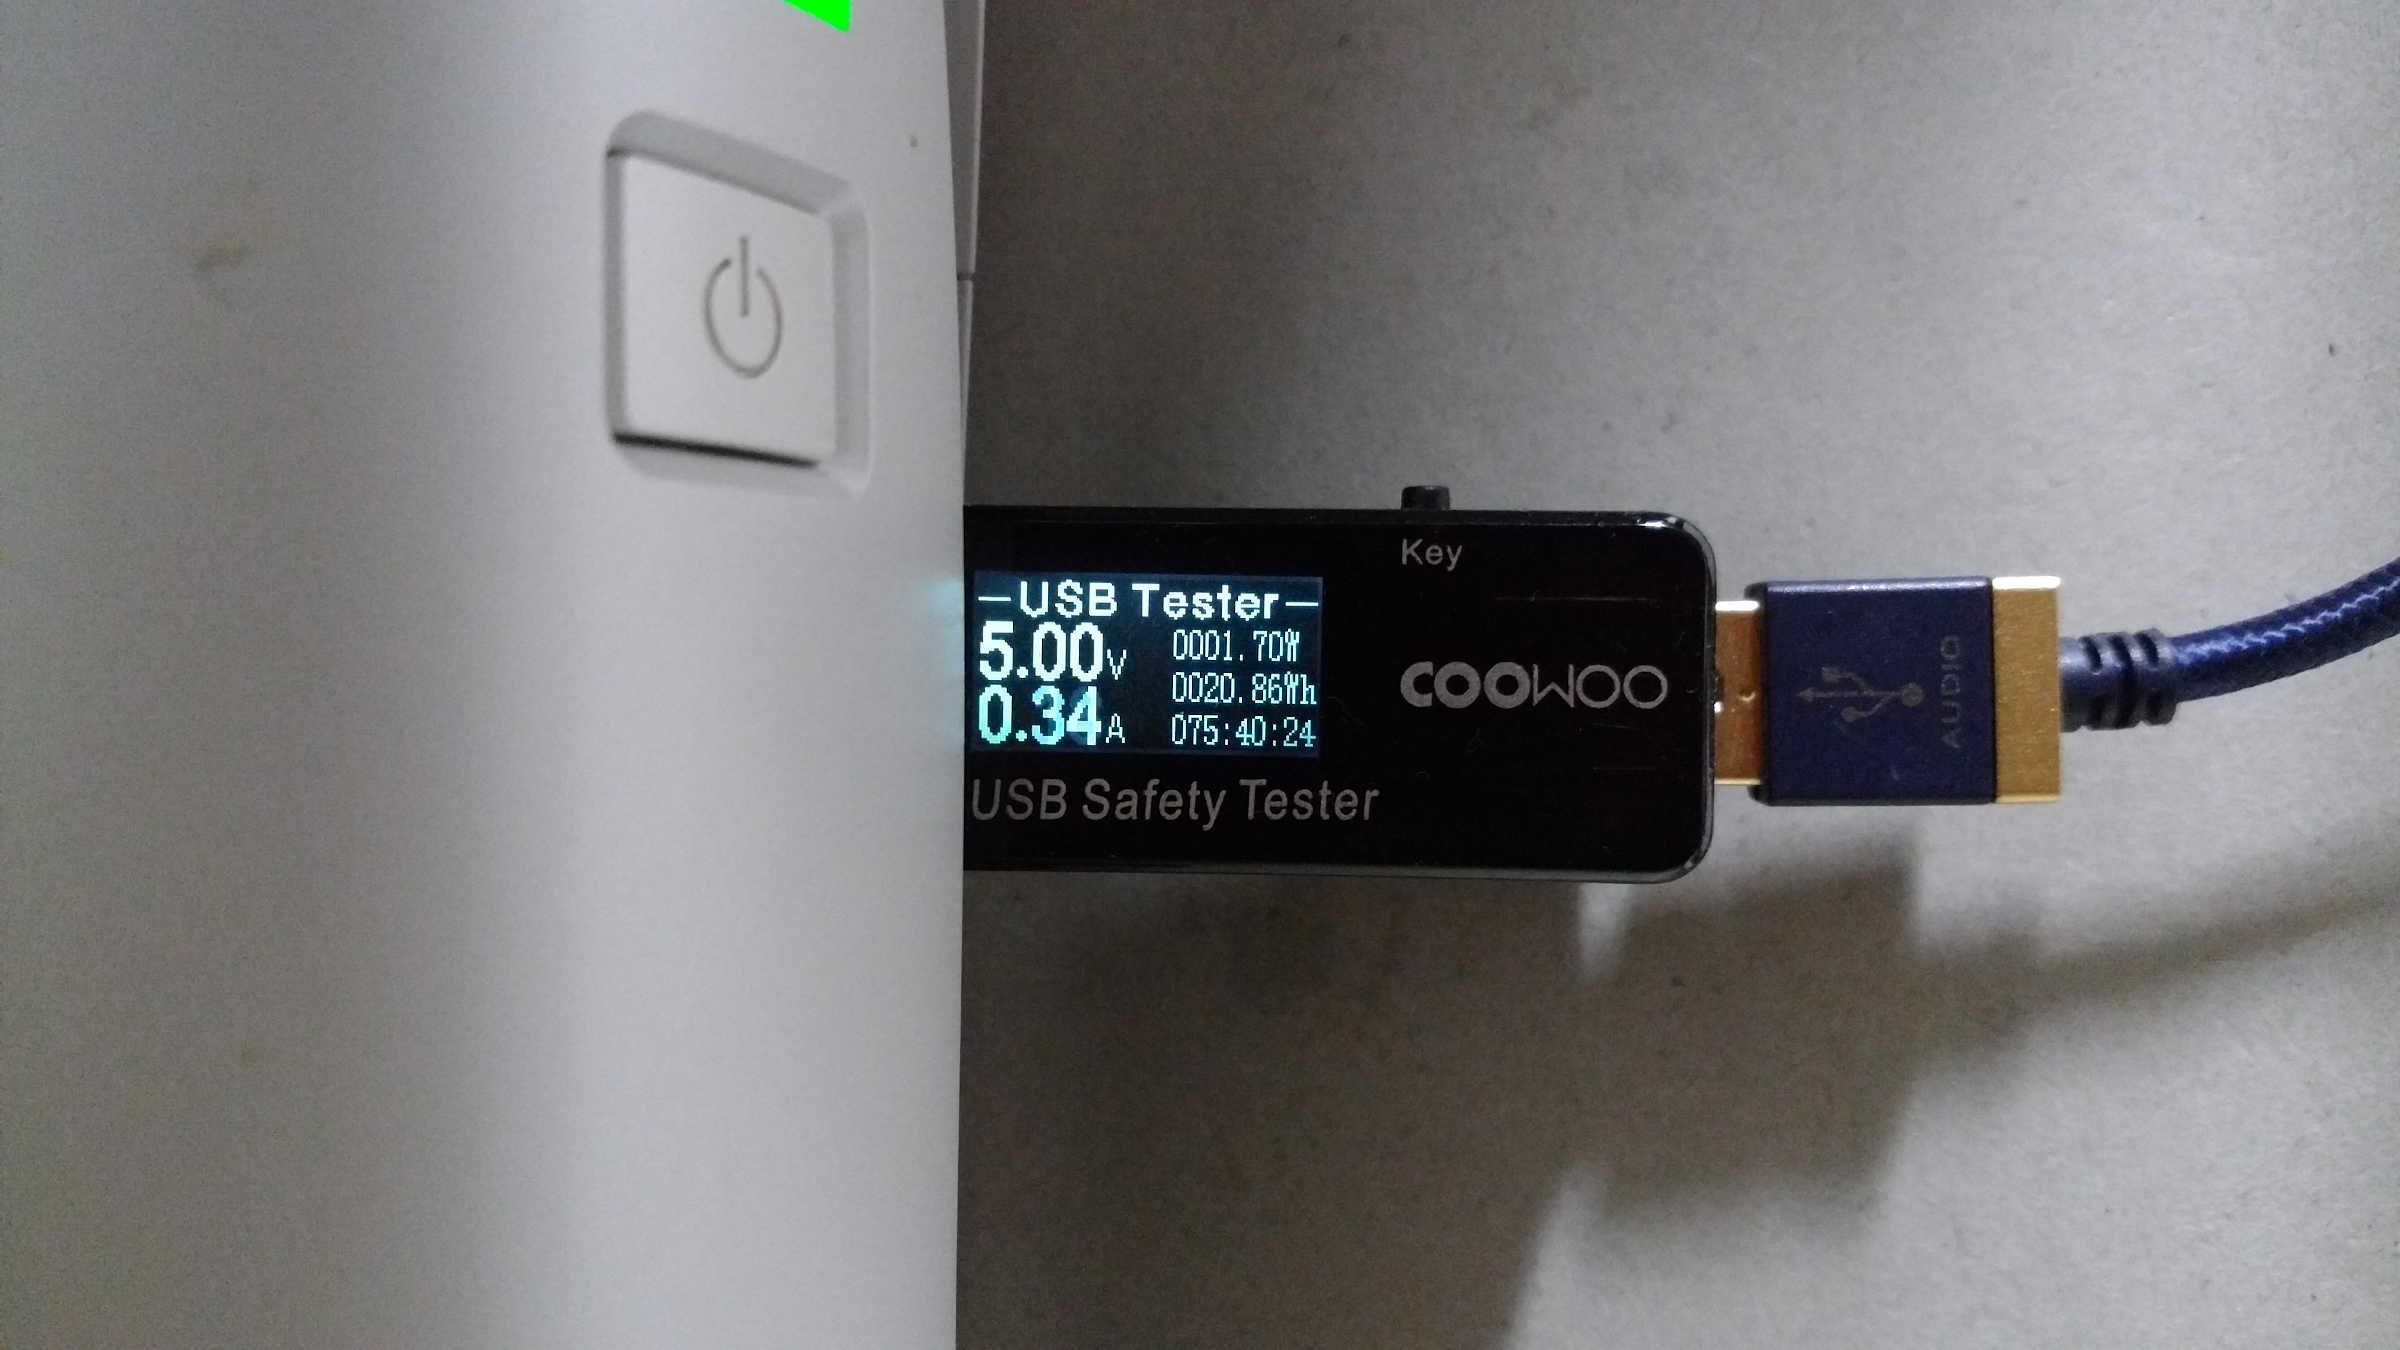 Key
-USB Tester-
5.00V 0001.70W
0020.86Wh
0.34A 075:40:24
COOWOO
USB Safety Tester
AUDIO